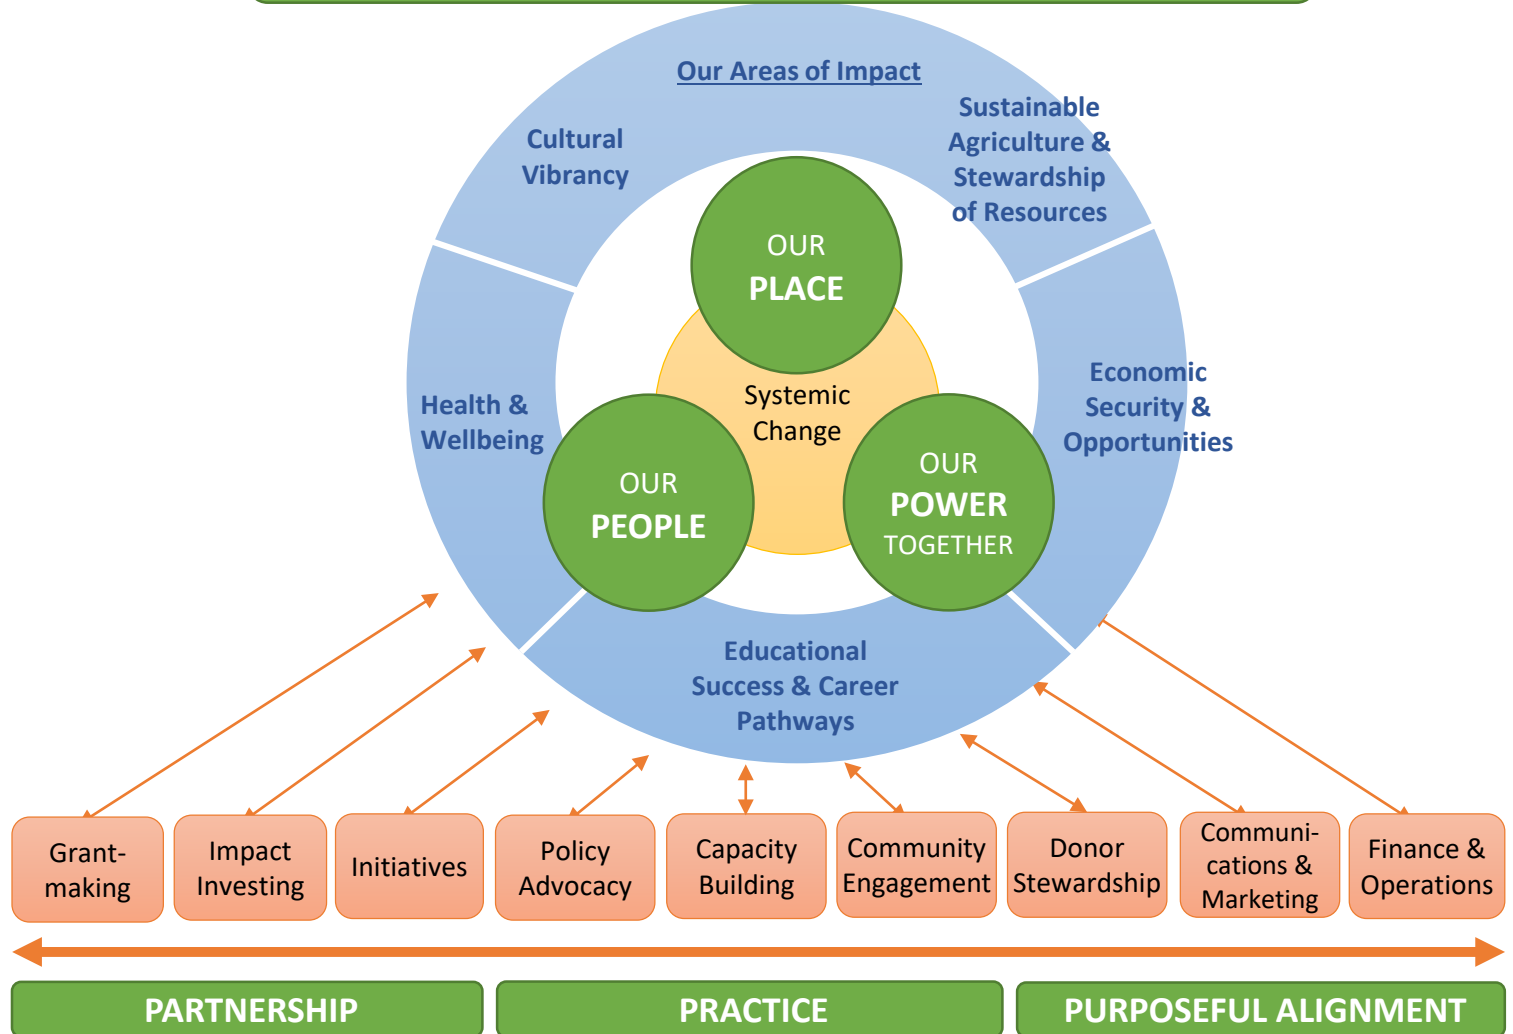 Our Areas of Impact
Cultural
Vibrancy
Sustainable
Agriculture &
Stewardship
of Resources
OUR
PLACE
Systemic
Change
Health &
Wellbeing
Economic
Security &
Opportunities
OUR
PEOPLE
OUR
POWER
TOGETHER
Educational
Success & Career
Pathways
Grant-
making
Impact
Investing
Initiatives
Policy
Advocacy
Capacity
Building
Community
Engagement
Donor
Stewardship
Communi-
cations &
Marketing
Finance &
Operations
PARTNERSHIP
PRACTICE
PURPOSEFUL ALIGNMENT